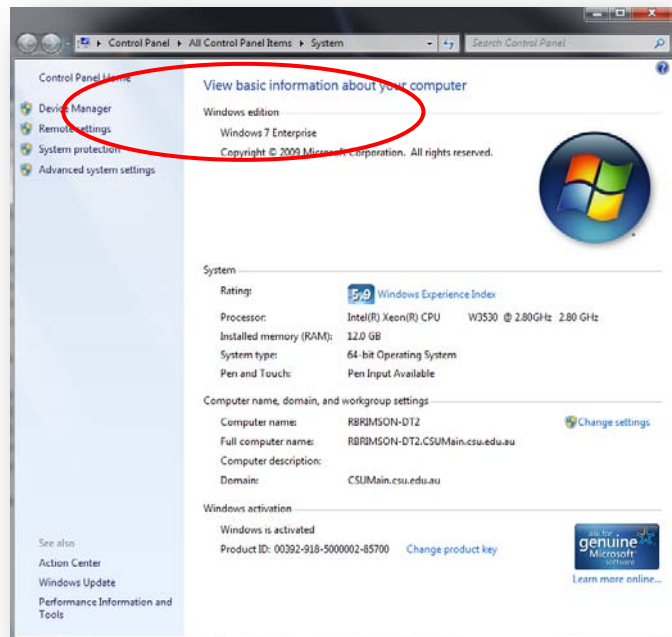 Control Panel ▸ All Control Panel Items ▸ System
Search Control Panel
Control Panel Home
Device Manager
Remote settings
System protection
Advanced system settings
View basic information about your computer
Windows edition
Windows 7 Enterprise
Copyright © 2009 Microsoft Corporation. All rights reserved.
System
Rating: 5.9 Windows Experience Index
Processor: Intel(R) Xeon(R) CPU W3530 @ 2.80GHz 2.80 GHz
Installed memory (RAM): 12.0 GB
System type: 64-bit Operating System
Pen and Touch: Pen Input Available
Computer name, domain, and workgroup settings
Computer name: RBRIMSON-DT2 Change settings
Full computer name: RBRIMSON-DT2.CSUMain.csu.edu.au
Computer description:
Domain: CSUMain.csu.edu.au
Windows activation
Windows is activated
Product ID: 00392-918-5000002-85700 Change product key
ask for
genuine
Microsoft
software
Learn more online...
See also
Action Center
Windows Update
Performance Information and
Tools